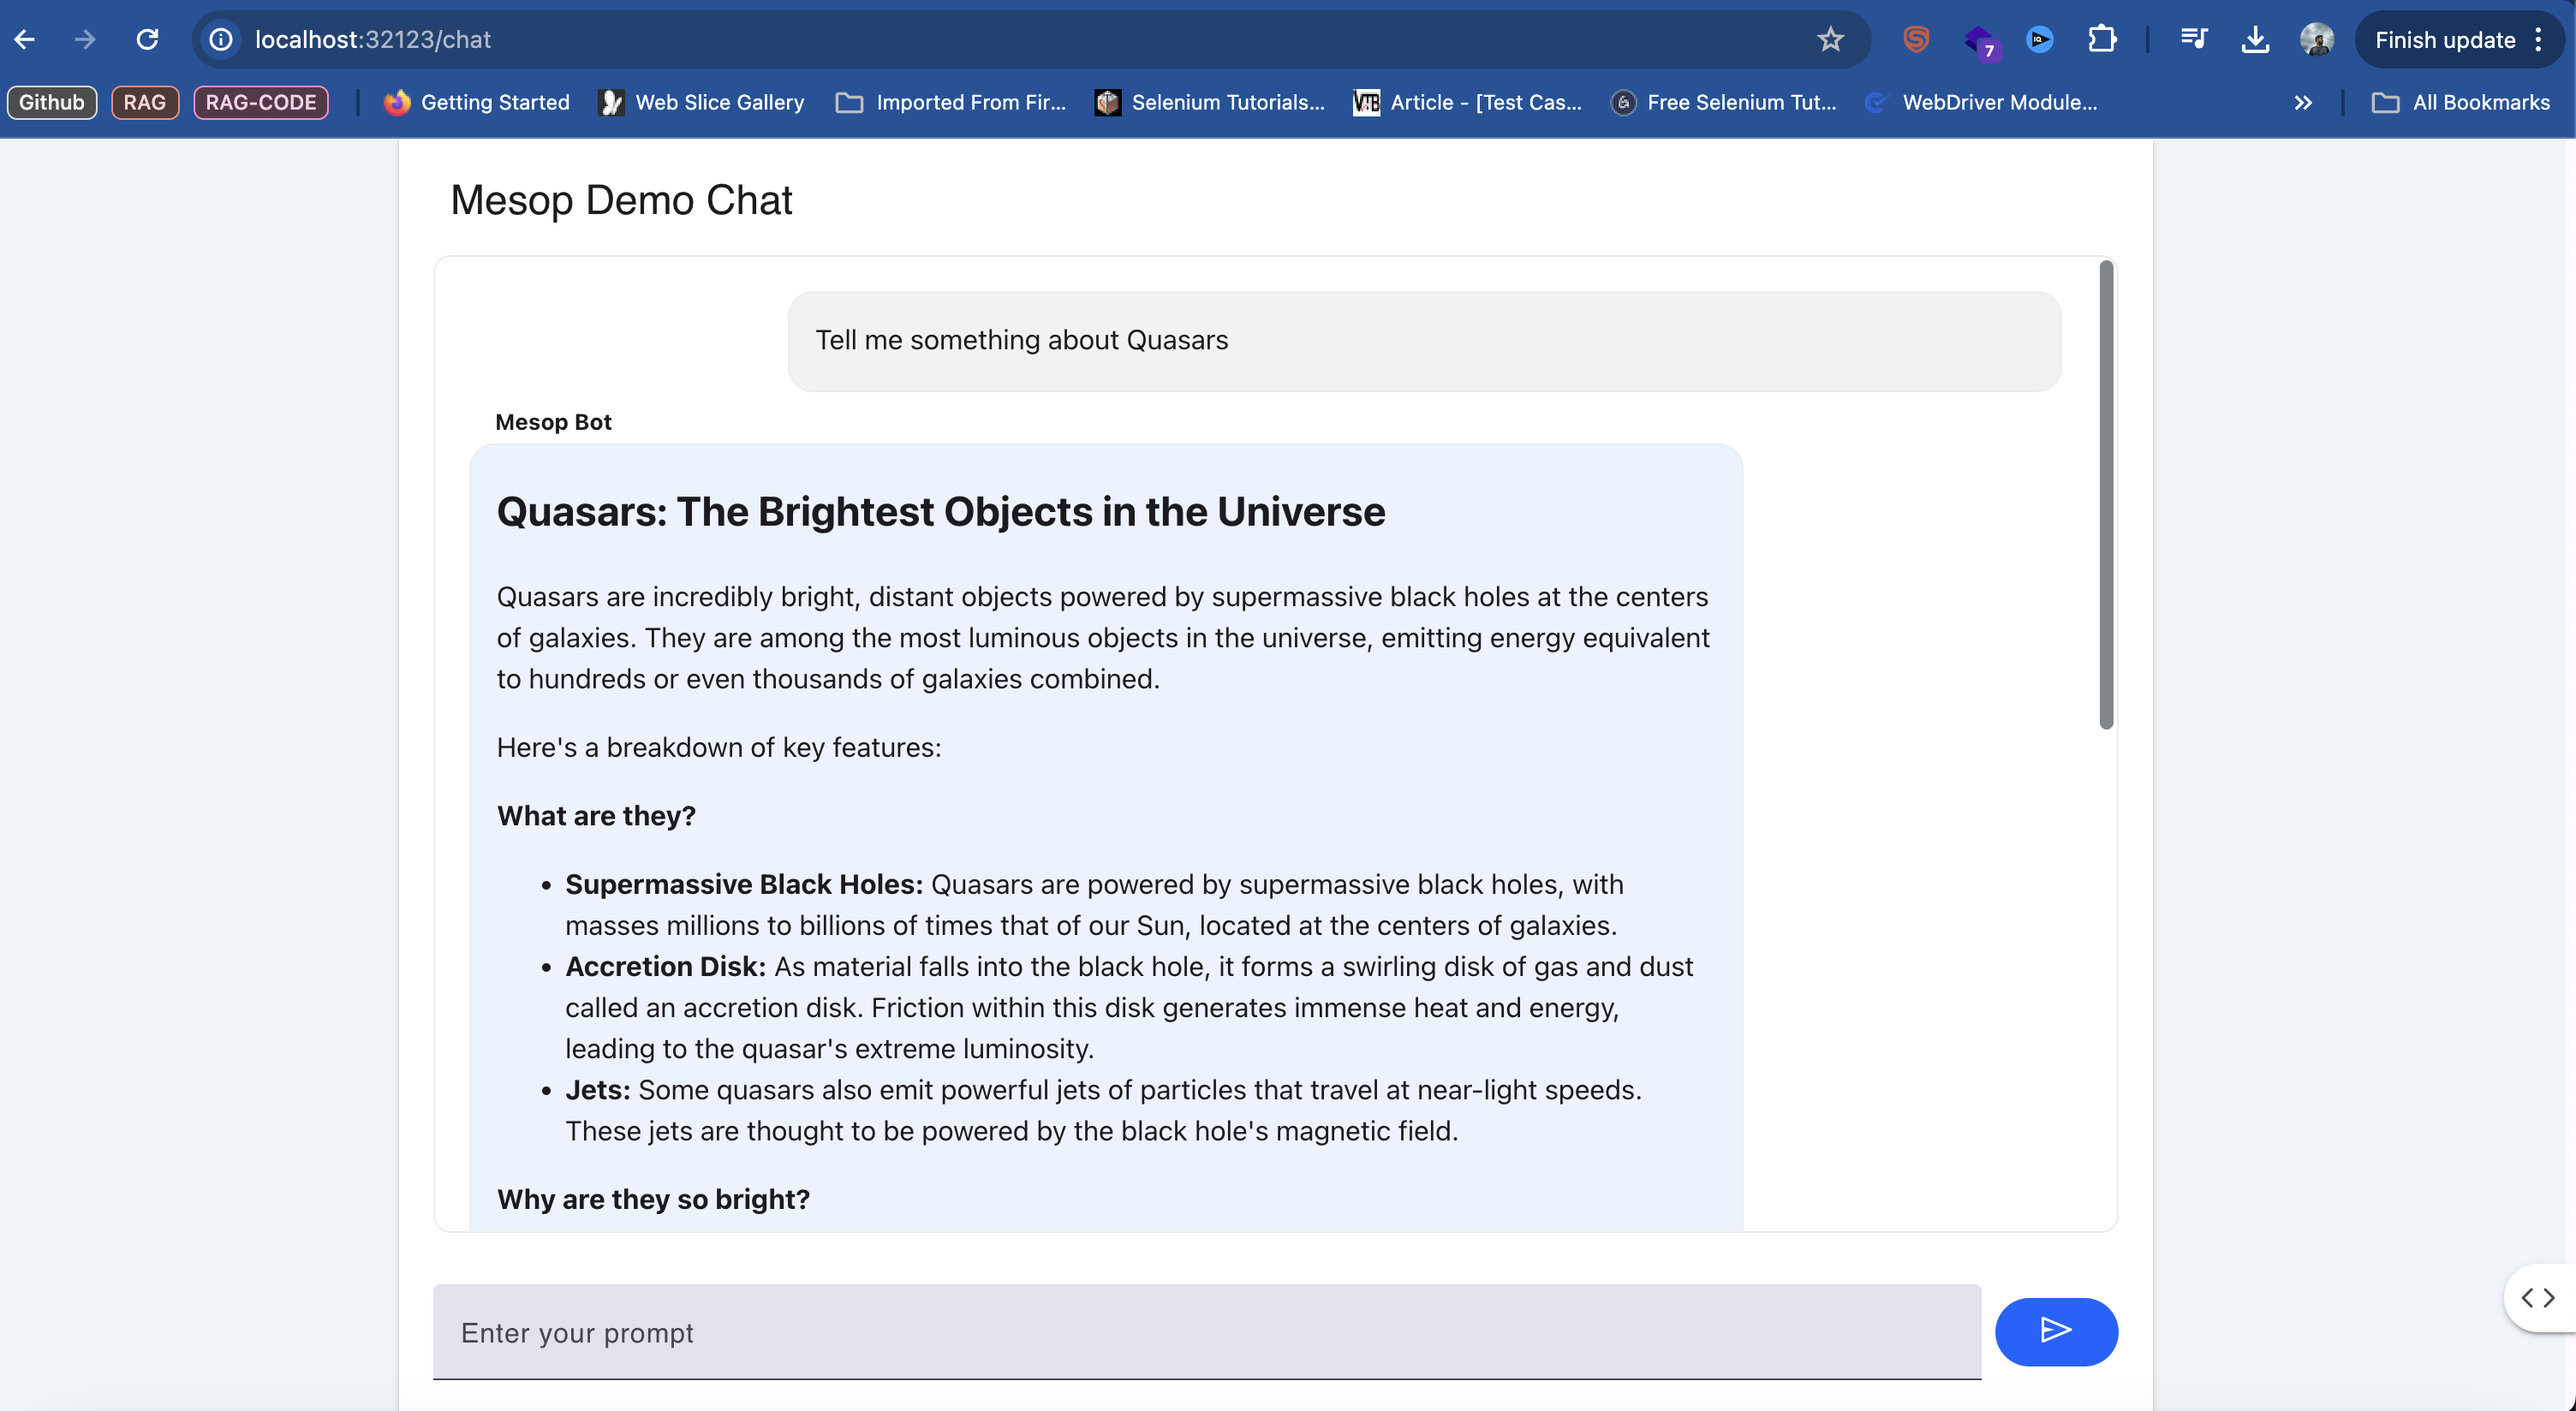 localhost:32123/chat
7
IQ
Finish update
Github
RAG
RAG-CODE
Getting Started
Web Slice Gallery
Imported From Fir...
Selenium Tutorials...
VTB
Article - [Test Cas...
Free Selenium Tut...
WebDriver Module...
All Bookmarks
Mesop Demo Chat
Tell me something about Quasars
Mesop Bot
Quasars: The Brightest Objects in the Universe
Quasars are incredibly bright, distant objects powered by supermassive black holes at the centers
of galaxies. They are among the most luminous objects in the universe, emitting energy equivalent
to hundreds or even thousands of galaxies combined.
Here's a breakdown of key features:
What are they?
• Supermassive Black Holes: Quasars are powered by supermassive black holes, with
masses millions to billions of times that of our Sun, located at the centers of galaxies.
• Accretion Disk: As material falls into the black hole, it forms a swirling disk of gas and dust
called an accretion disk. Friction within this disk generates immense heat and energy,
leading to the quasar's extreme luminosity.
• Jets: Some quasars also emit powerful jets of particles that travel at near-light speeds.
These jets are thought to be powered by the black hole's magnetic field.
Why are they so bright?
Enter your prompt